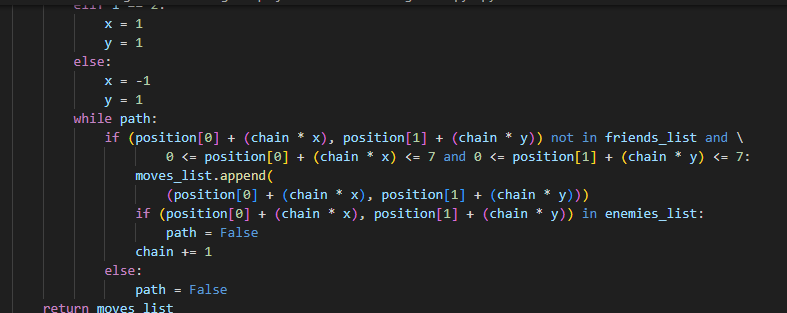 elif i == 2:
x = 1
y = 1
else:
x = -1
y = 1
while path:
if (position[0] + (chain * x), position[1] + (chain * y)) not in friends_list and \
0 <= position[0] + (chain * x) <= 7 and 0 <= position[1] + (chain * y) <= 7:
moves_list.append(
(position[0] + (chain * x), position[1] + (chain * y)))
if (position[0] + (chain * x), position[1] + (chain * y)) in enemies_list:
path = False
chain += 1
else:
path = False
return moves_list